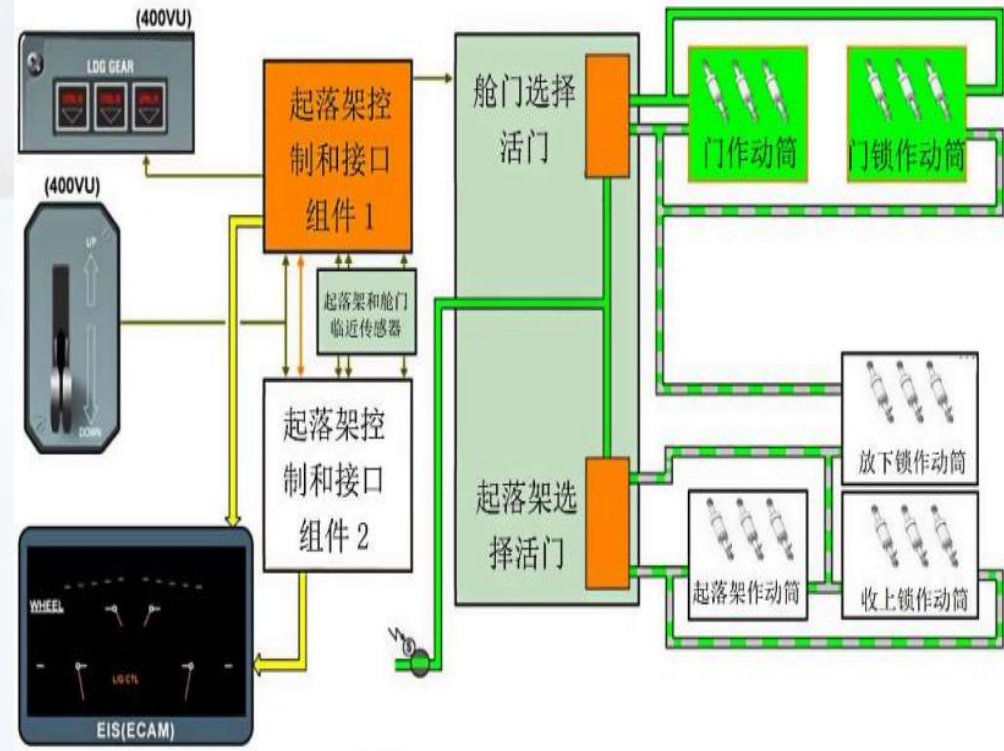 (400VU)
LDG GEAR
UNLK
UNLK
UNLK
(400VU)
UP
DOWN
起落架控
制和接口
组件 1
起落架和舱门
临近传感器
起落架控
制和接口
组件 2
WHEEL
L/G CTL
EIS(ECAM)
舱门选择
活门
起落架选
择活门
门作动筒
门锁作动筒
放下锁作动筒
起落架作动筒
收上锁作动筒
S